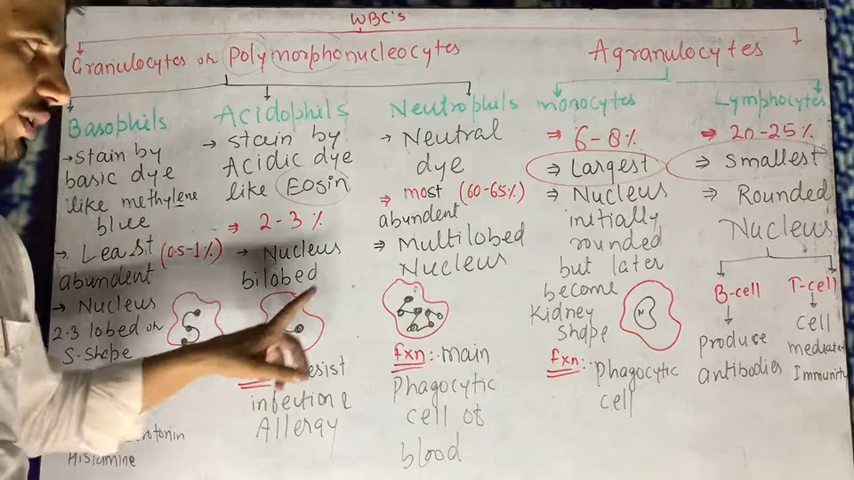 WBC's
Granulocytes or Polymorphonucleocytes
Agranulocytes
Basophils
→ stain by
basic dye
like methylene
blue
→ Least (0.5-1%)
abundent
→ Nucleus
2-3 lobed or
S-Shape
Histamine
Acidophils
→ stain by
Acidic dye
like Eosin
⇒ 2-3%
→ Nucleus
bilobed
infection &
Allergy
Neutrophils
→ Neutral
dye
⇒ most (60-65%)
abundent
⇒ Multilobed
Nucleus
fxn:- main
Phagocytic
cell of
blood
monocytes
⇒ 6-8%
⇒ Largest
⇒ Nucleus
initially
rounded
but later
become
Kidney
Shape
fxn:- Phagocytic
cell
Lymphocytes
⇒ 20-25%
⇒ Smallest
⇒ Rounded
Nucleus
B-cell
Produce
antibodies
T-cell
Cell
mediated
Immunity